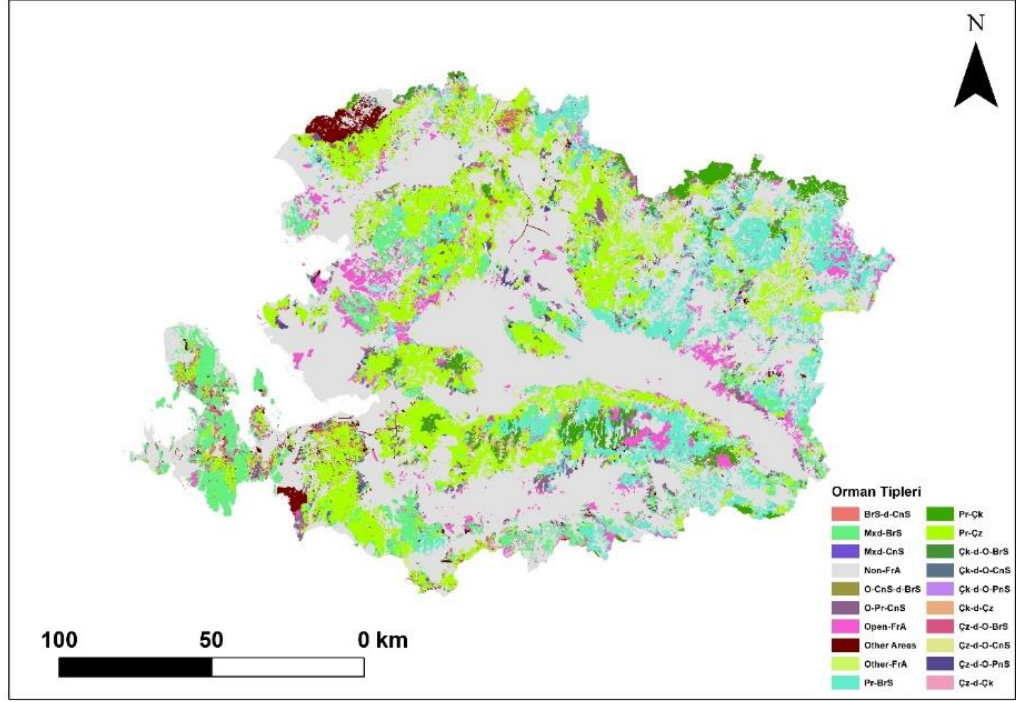 N
Orman Tipleri
BrS-d-CnS
Mxd-BrS
Mxd-CnS
Non-FrA
O-CnS-d-BrS
O-Pr-CnS
Open-FrA
Other Areas
Other-FrA
Pr-BrS
Pr-Çk
Pr-Çz
Çk-d-O-BrS
Çk-d-O-CnS
Çk-d-O-PnS
Çk-d-Çz
Çz-d-O-BrS
Çz-d-O-CnS
Çz-d-O-PnS
Çz-d-Çk
100 50 0 km